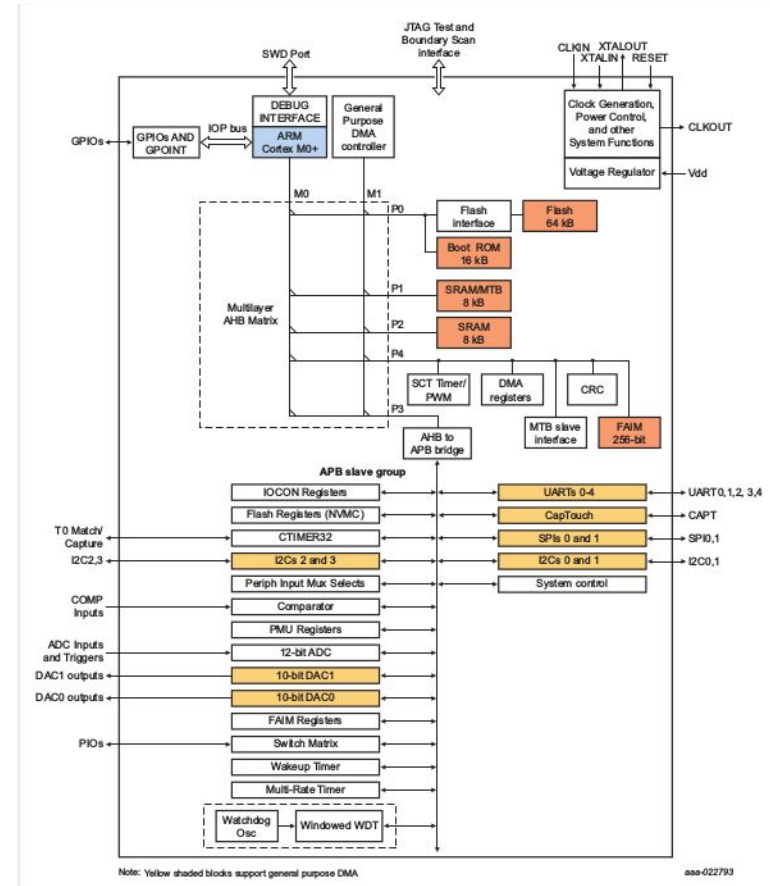 JTAG Test and
Boundary Scan
interface
SWD Port
CLKIN
XTALOUT
XTALIN
RESET
DEBUG
INTERFACE
ARM
Cortex M0+
General
Purpose
DMA
controller
Clock Generation,
Power Control,
and other
System Functions
Voltage Regulator
CLKOUT
Vdd
GPIOs
GPIOs AND
GPOINT
IOP bus
M0
M1
P0
Flash
interface
Flash
64 kB
Boot ROM
16 kB
Multilayer
AHB Matrix
P1
SRAM/MTB
8 kB
P2
SRAM
8 kB
P4
SCT Timer/
PWM
DMA
registers
CRC
MTB slave
interface
FAIM
256-bit
P3
AHB to
APB bridge
APB slave group
IOCON Registers
UARTs 0-4
UART0,1,2, 3,4
Flash Registers (NVMC)
CapTouch
CAPT
T0 Match/
Capture
CTIMER32
SPIs 0 and 1
SPI0,1
I2C2,3
I2Cs 2 and 3
I2Cs 0 and 1
I2C0,1
Periph Input Mux Selects
System control
COMP
Inputs
Comparator
PMU Registers
ADC Inputs
and Triggers
12-bit ADC
DAC1 outputs
10-bit DAC1
DAC0 outputs
10-bit DAC0
FAIM Registers
PIOs
Switch Matrix
Wakeup Timer
Multi-Rate Timer
Watchdog
Osc
Windowed WDT
Note: Yellow shaded blocks support general purpose DMA
aaa-022793